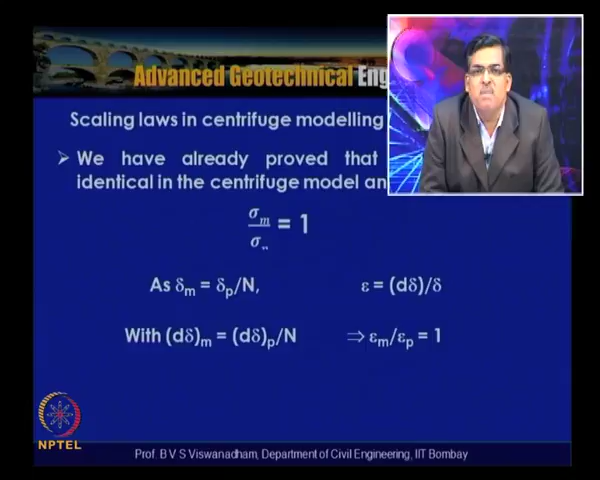 Advanced Geotechnical Eng
Scaling laws in centrifuge modelling
➢ We have already proved that
identical in the centrifuge model an
σm/σ = 1
As δm = δp/N, ε = (dδ)/δ
With (dδ)m = (dδ)p/N ⇒ εm/εp = 1
NPTEL
Prof. B V S Viswanadham, Department of Civil Engineering, IIT Bombay